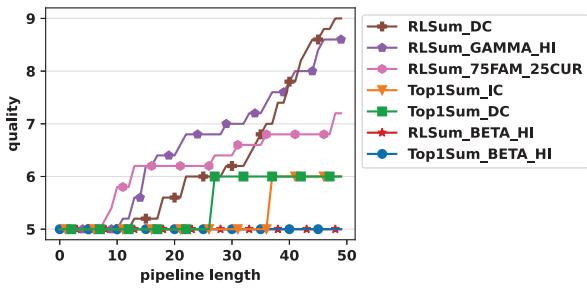 9
8
7
6
5
quality
0
10
20
30
40
50
pipeline length
RLSum_DC
RLSum_GAMMA_HI
RLSum_75FAM_25CUR
Top1Sum_IC
Top1Sum_DC
RLSum_BETA_HI
Top1Sum_BETA_HI